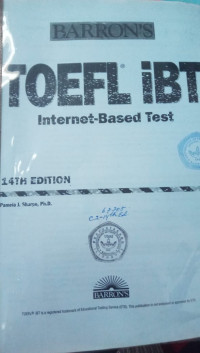 BARRON'S
TOEFL® iBT
Internet-Based Test
14TH EDITION
Pamela J. Sharpe, Ph.D.
BARRON'S